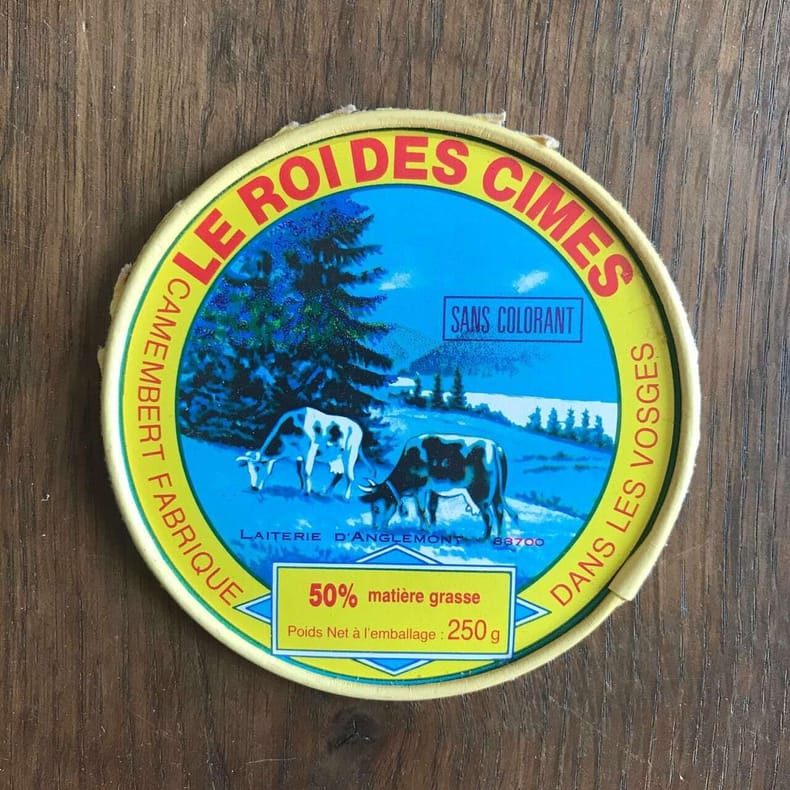 LE ROI DES CIMES
SANS COLORANT
CAMEMBERT FABRIQUE
DANS LES VOSGES
LAITERIE D'ANGLEMONT 88700
50% matière grasse
Poids Net à l'emballage : 250 g